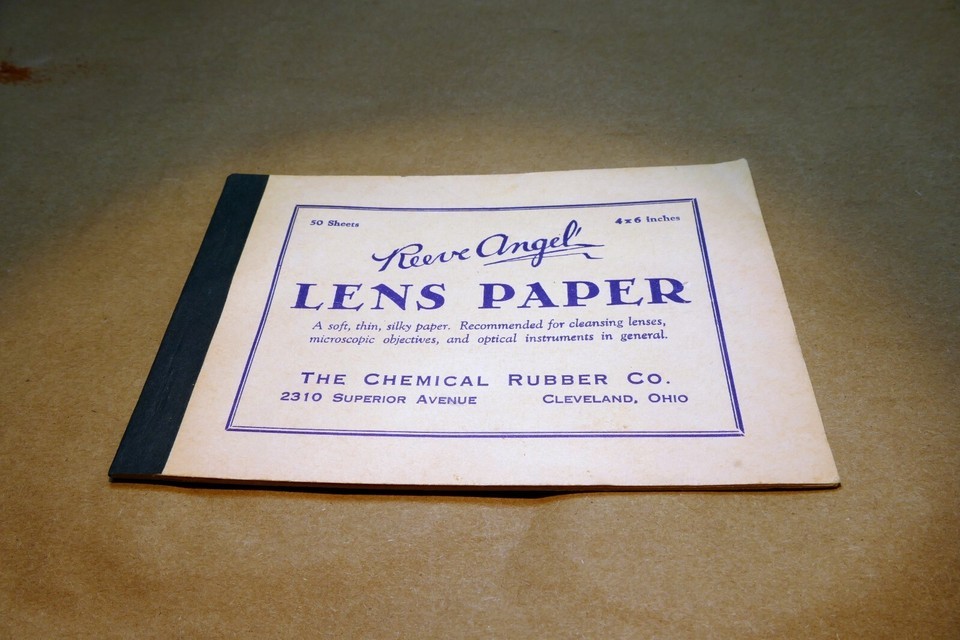 50 Sheets 4x6 inches
Reeve Angel
LENS PAPER
A soft, thin, silky paper. Recommended for cleansing lenses,
microscopic objectives, and optical instruments in general.
THE CHEMICAL RUBBER CO.
2310 SUPERIOR AVENUE CLEVELAND, OHIO